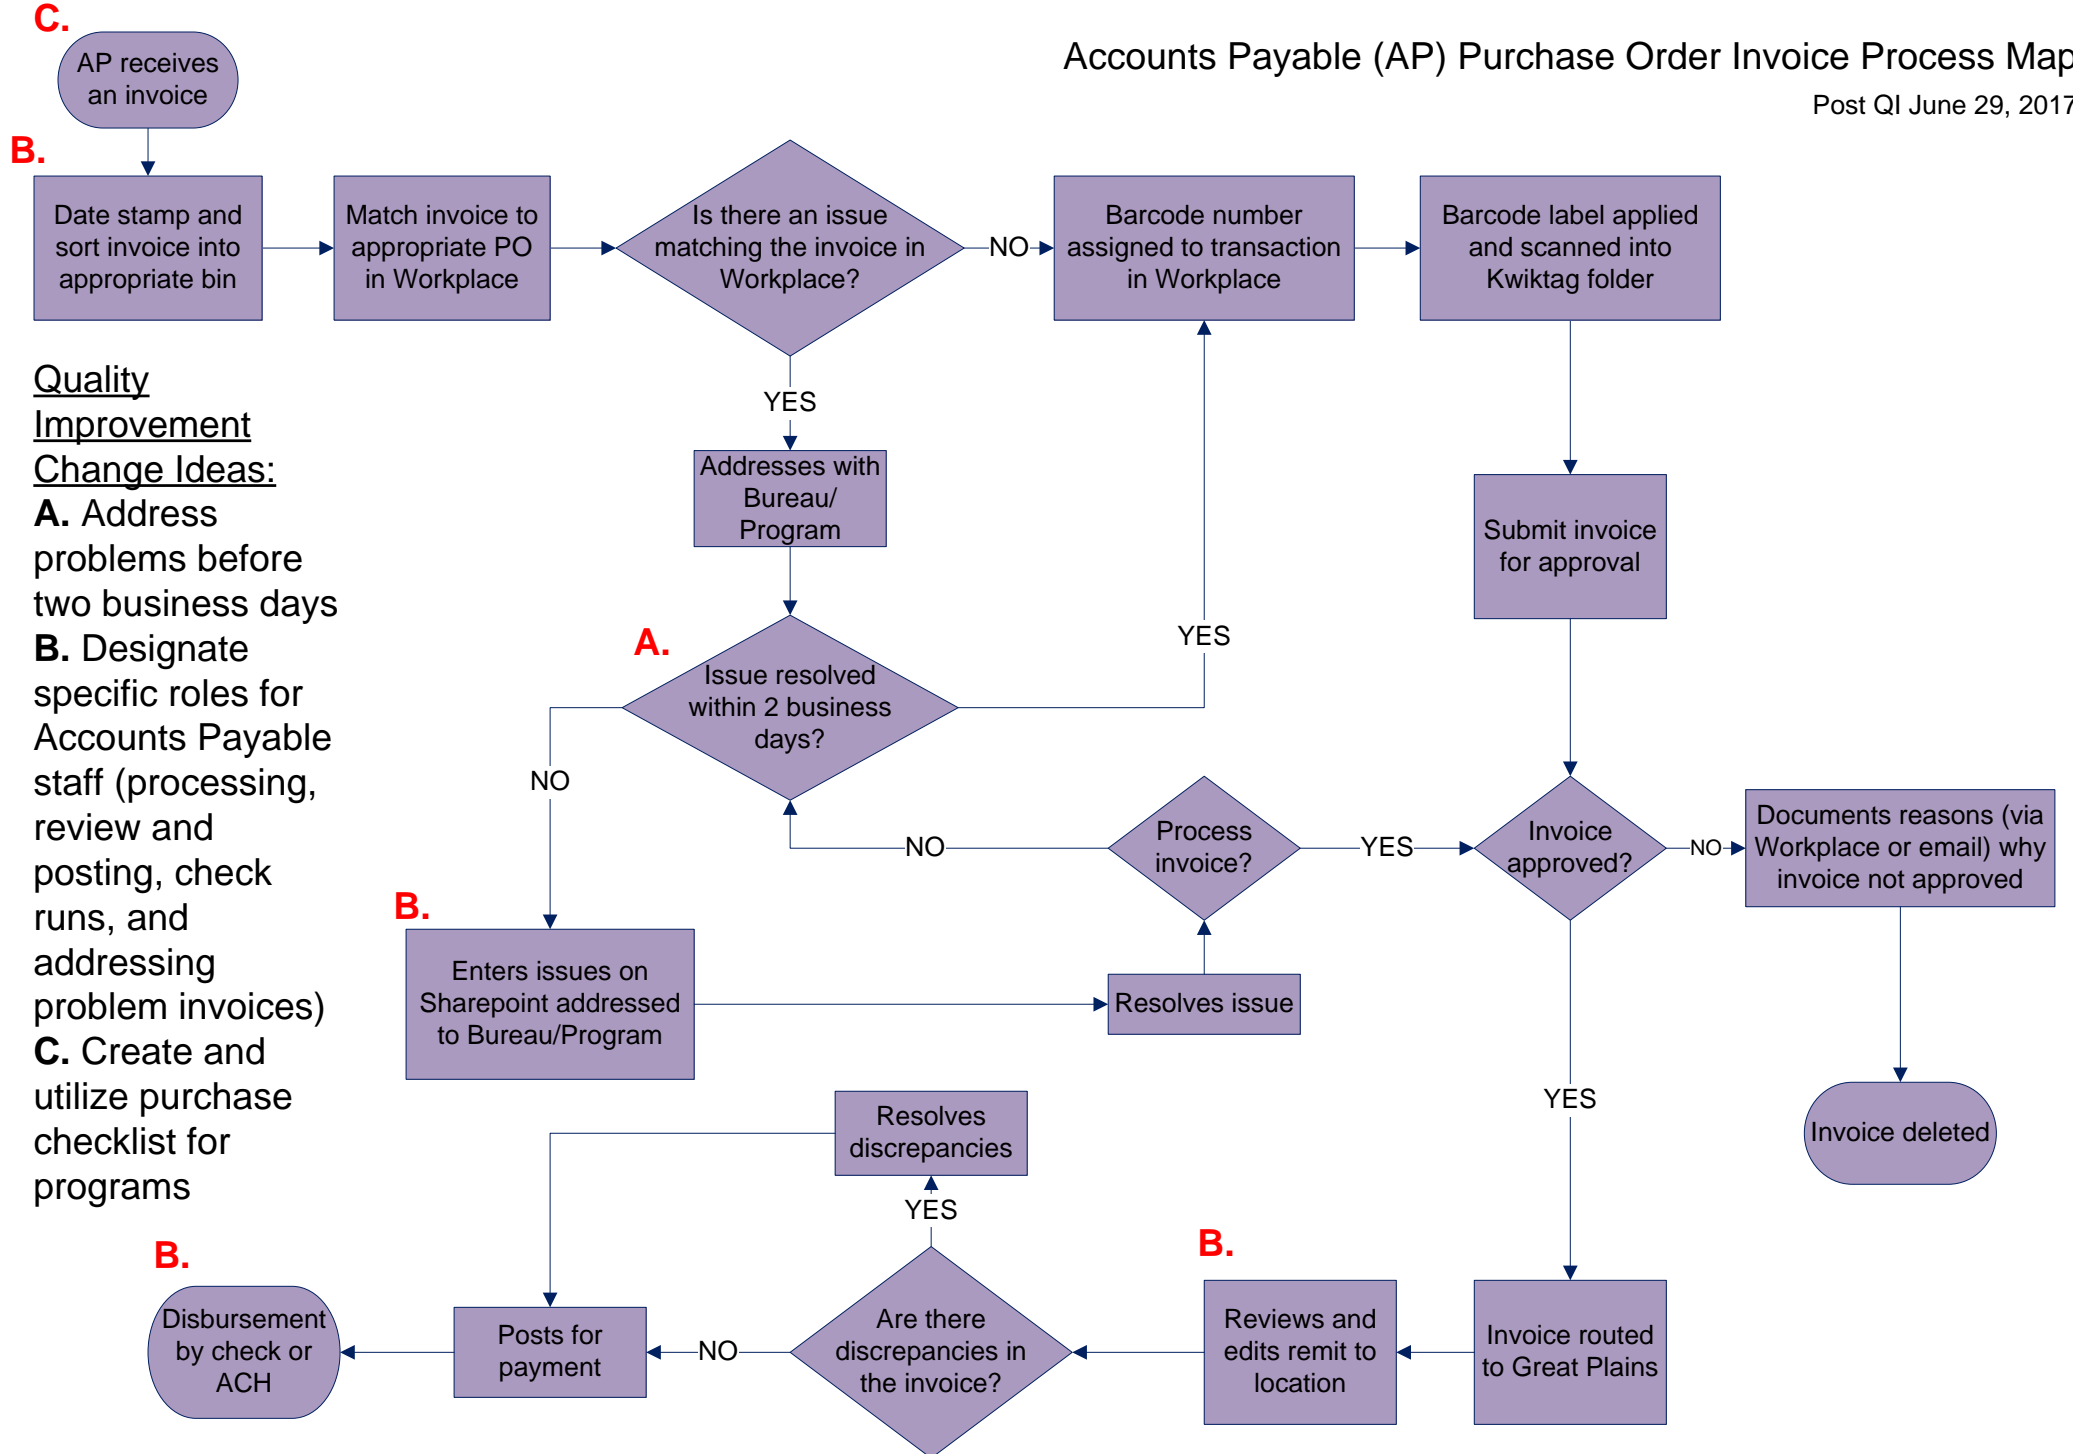 Accounts Payable (AP) Purchase Order Invoice Process Map
Post QI June 29, 2017
C.
AP receives
an invoice
B.
Date stamp and
sort invoice into
appropriate bin
Match invoice to
appropriate PO
in Workplace
Is there an issue
matching the invoice in
Workplace?
NO
Barcode number
assigned to transaction
in Workplace
Barcode label applied
and scanned into
Kwiktag folder
YES
Addresses with
Bureau/
Program
Submit invoice
for approval
A.
Issue resolved
within 2 business
days?
YES
NO
Process
invoice?
NO
YES
Invoice
approved?
NO
Documents reasons (via
Workplace or email) why
invoice not approved
B.
Enters issues on
Sharepoint addressed
to Bureau/Program
Resolves issue
YES
Invoice deleted
Resolves
discrepancies
YES
B.
Disbursement
by check or
ACH
Posts for
payment
NO
Are there
discrepancies in
the invoice?
B.
Reviews and
edits remit to
location
Invoice routed
to Great Plains
Quality
Improvement
Change Ideas:
A. Address
problems before
two business days
B. Designate
specific roles for
Accounts Payable
staff (processing,
review and
posting, check
runs, and
addressing
problem invoices)
C. Create and
utilize purchase
checklist for
programs